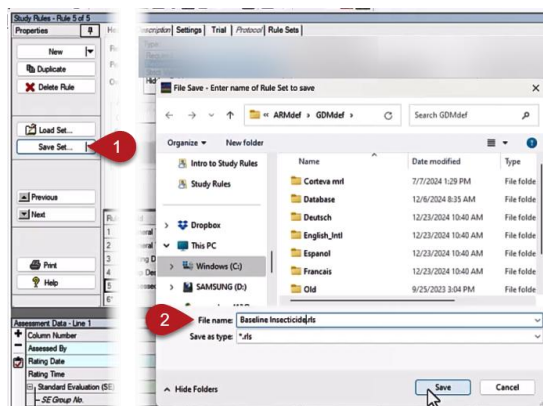 Study Rules - Rule 5 of 5
Properties
Settings | Trial | Protocol | Rule Sets
New
Duplicate
Delete Rule
Load Set...
Save Set...
1
Previous
Next
Print
Help
File Save - Enter name of Rule Set to save
« ARMdef › GDMdef ›
Search GDMdef
Organize
New folder
Intro to Study Rules
Study Rules
Dropbox
This PC
Windows (C:)
SAMSUNG (D:)
Name Date modified Type
Corteva mrl 7/7/2024 1:29 PM File folde
Database 12/6/2024 8:35 AM File folde
Deutsch 12/23/2024 10:40 AM File folde
English_Intl 12/23/2024 10:40 AM File folde
Espanol 12/23/2024 10:40 AM File folde
Francais 12/23/2024 10:40 AM File folde
Old 9/25/2023 3:04 PM File folde
1
2
3
4
5
6
2
File name: Baseline Insecticide.rls
Save as type: *.rls
Hide Folders
Save
Cancel
Assessment Data - Line 1
Column Number
Assessed By
Rating Date
Rating Time
Standard Evaluation (SE)
SE Group No.